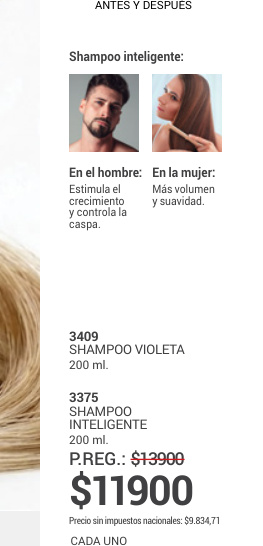 ANTES Y DESPUÉS
Shampoo inteligente:
En el hombre:
Estimula el
crecimiento
y controla la
caspa.
En la mujer:
Más volumen
y suavidad.
3409
SHAMPOO VIOLETA
200 ml.
3375
SHAMPOO
INTELIGENTE
200 ml.
P.REG.: $13900
$11900
Precio sin impuestos nacionales: $9.834,71
CADA UNO